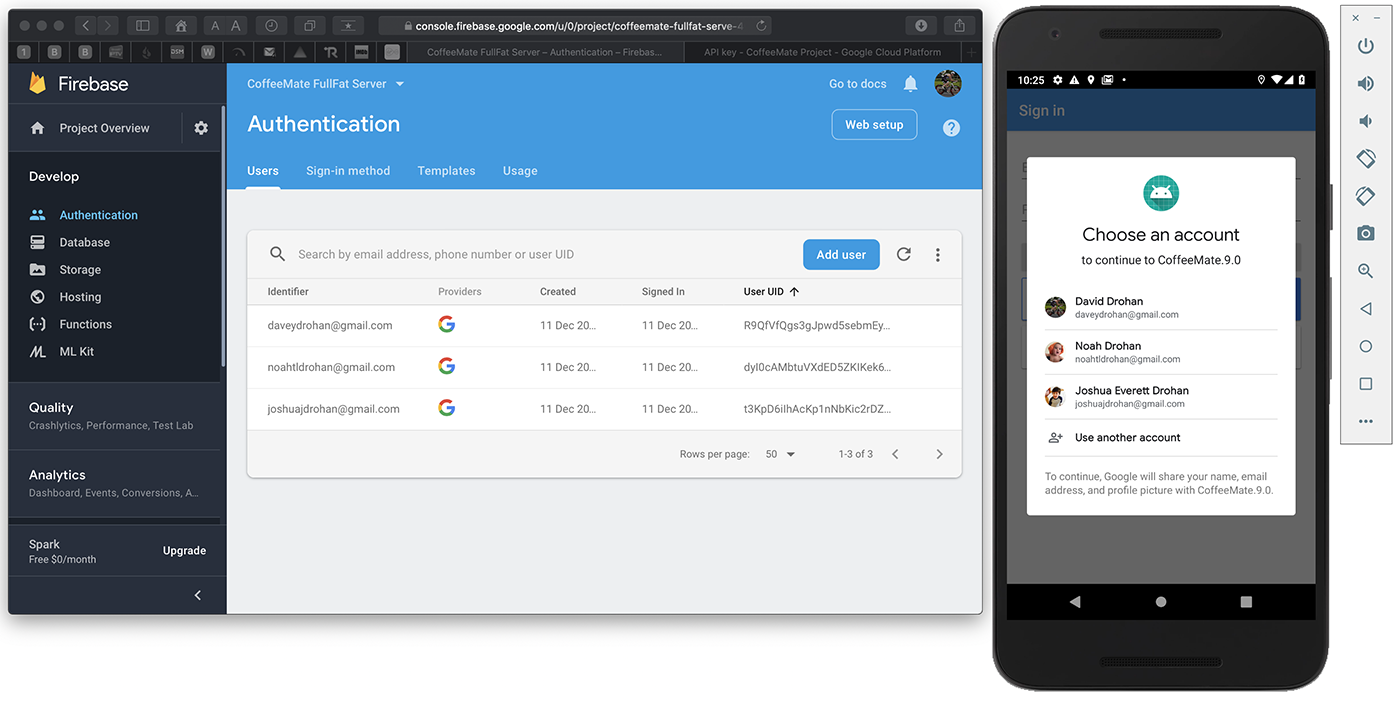 A A
console.firebase.google.com/u/0/project/coffeemate-fullfat-serve-4
1 B B DSM W TR
CoffeeMate FullFat Server – Authentication – Firebas...
API key - CoffeeMate Project - Google Cloud Platform
Firebase
Project Overview
Develop
Authentication
Database
Storage
Hosting
Functions
ML Kit
Quality
Crashlytics, Performance, Test Lab
Analytics
Dashboard, Events, Conversions, A...
Spark
Free $0/month
Upgrade
CoffeeMate FullFat Server
Go to docs
Authentication
Web setup
Users Sign-in method Templates Usage
Search by email address, phone number or user UID
Add user
Identifier Providers Created Signed In User UID
daveydrohan@gmail.com 11 Dec 20... 11 Dec 20... R9QfVfQgs3gJpwd5sebmEy...
noahtldrohan@gmail.com 11 Dec 20... 11 Dec 20... dyl0cAMbtuVXdED5ZKIKek6...
joshuajdrohan@gmail.com 11 Dec 20... 11 Dec 20... t3KpD6iIhAcKp1nNbKic2rDZ...
Rows per page: 50 1-3 of 3
10:25
Sign in
Choose an account
to continue to CoffeeMate.9.0
David Drohan
daveydrohan@gmail.com
Noah Drohan
noahtldrohan@gmail.com
Joshua Everett Drohan
joshuajdrohan@gmail.com
Use another account
To continue, Google will share your name, email
address, and profile picture with CoffeeMate.9.0.